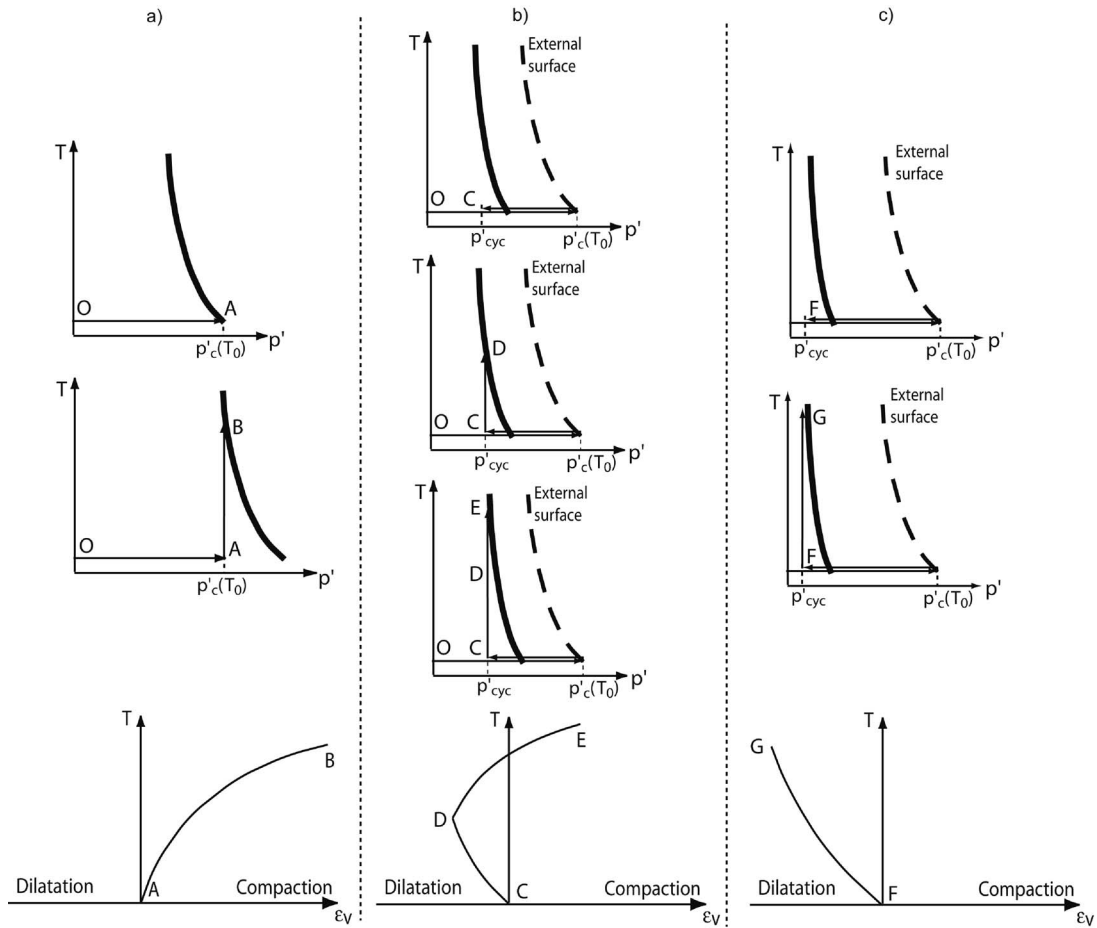 a)
T
O
A
p'c(T0)
p'
T
B
O
A
p'c(T0)
p'
T
B
A
Dilatation
Compaction
εv
b)
T
External
surface
O
C
p'cyc
p'c(T0)
p'
T
External
surface
D
O
C
p'cyc
p'c(T0)
p'
T
External
surface
E
D
O
C
p'cyc
p'c(T0)
p'
T
E
D
C
Dilatation
Compaction
εv
c)
T
External
surface
F
p'cyc
p'c(T0)
p'
T
External
surface
G
F
p'cyc
p'c(T0)
p'
T
G
F
Dilatation
Compaction
εv